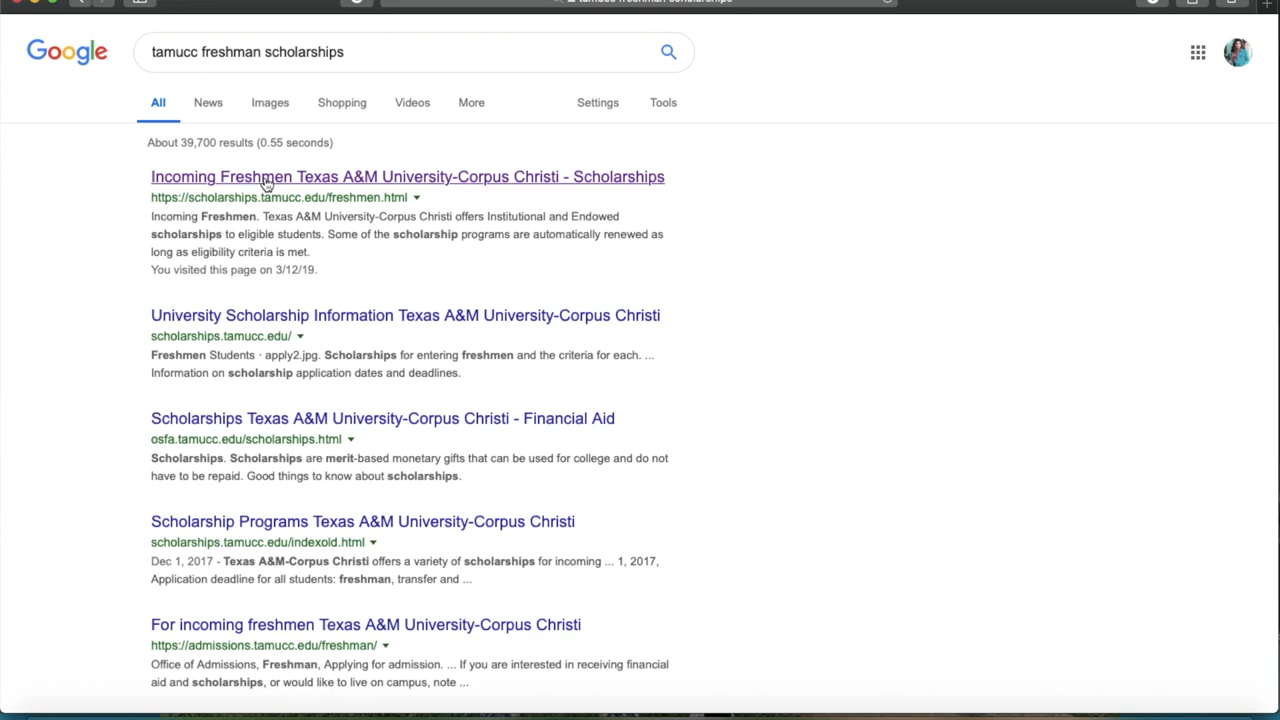 Google
tamucc freshman scholarships
All News Images Shopping Videos More Settings Tools
About 39,700 results (0.55 seconds)
Incoming Freshmen Texas A&M University-Corpus Christi - Scholarships
https://scholarships.tamucc.edu/freshmen.html
Incoming Freshmen. Texas A&M University-Corpus Christi offers Institutional and Endowed
scholarships to eligible students. Some of the scholarship programs are automatically renewed as
long as eligibility criteria is met.
You visited this page on 3/12/19.
University Scholarship Information Texas A&M University-Corpus Christi
scholarships.tamucc.edu/
Freshmen Students · apply2.jpg. Scholarships for entering freshmen and the criteria for each. ...
Information on scholarship application dates and deadlines.
Scholarships Texas A&M University-Corpus Christi - Financial Aid
osfa.tamucc.edu/scholarships.html
Scholarships. Scholarships are merit-based monetary gifts that can be used for college and do not
have to be repaid. Good things to know about scholarships.
Scholarship Programs Texas A&M University-Corpus Christi
scholarships.tamucc.edu/indexold.html
Dec 1, 2017 - Texas A&M-Corpus Christi offers a variety of scholarships for incoming ... 1, 2017,
Application deadline for all students: freshman, transfer and ...
For incoming freshmen Texas A&M University-Corpus Christi
https://admissions.tamucc.edu/freshman/
Office of Admissions, Freshman, Applying for admission. ... If you are interested in receiving financial
aid and scholarships, or would like to live on campus, note ...